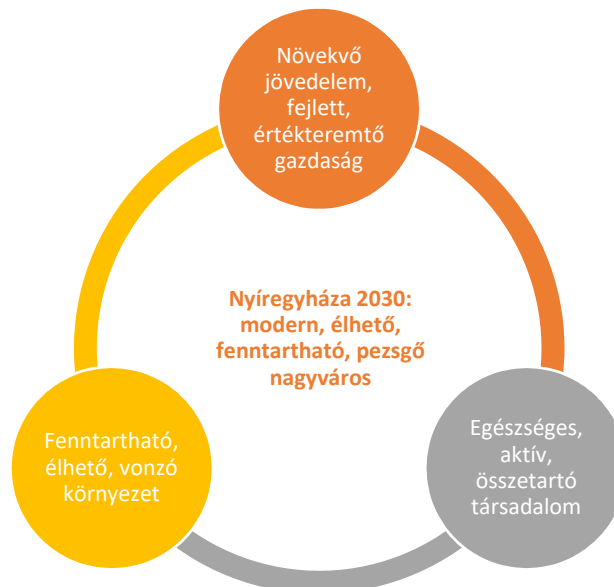 Növekvő
jövedelem,
fejlett,
értékteremtő
gazdaság
Nyíregyháza 2030:
modern, élhető,
fenntartható, pezsgő
nagyváros
Fenntartható,
élhető, vonzó
környezet
Egészséges,
aktív,
összetartó
társadalom